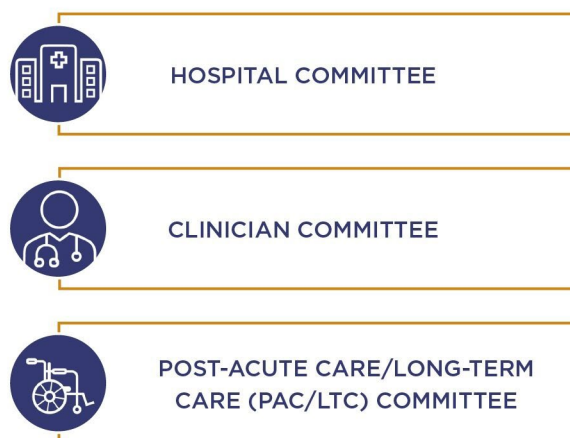 HOSPITAL COMMITTEE
CLINICIAN COMMITTEE
POST-ACUTE CARE/LONG-TERM
CARE (PAC/LTC) COMMITTEE